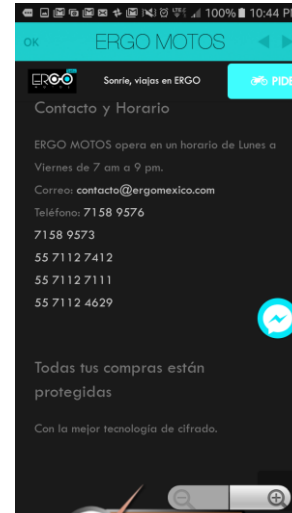 100% 10:44 P
OK ERGO MOTOS
ERGO Sonríe, viajas en ERGO PIDE
MOTOS
Contacto y Horario
ERGO MOTOS opera en un horario de Lunes a
Viernes de 7 am a 9 pm.
Correo: contacto@ergomexico.com
Teléfono: 7158 9576
7158 9573
55 7112 7412
55 7112 7111
55 7112 4629
Todas tus compras están
protegidas
Con la mejor tecnología de cifrado.